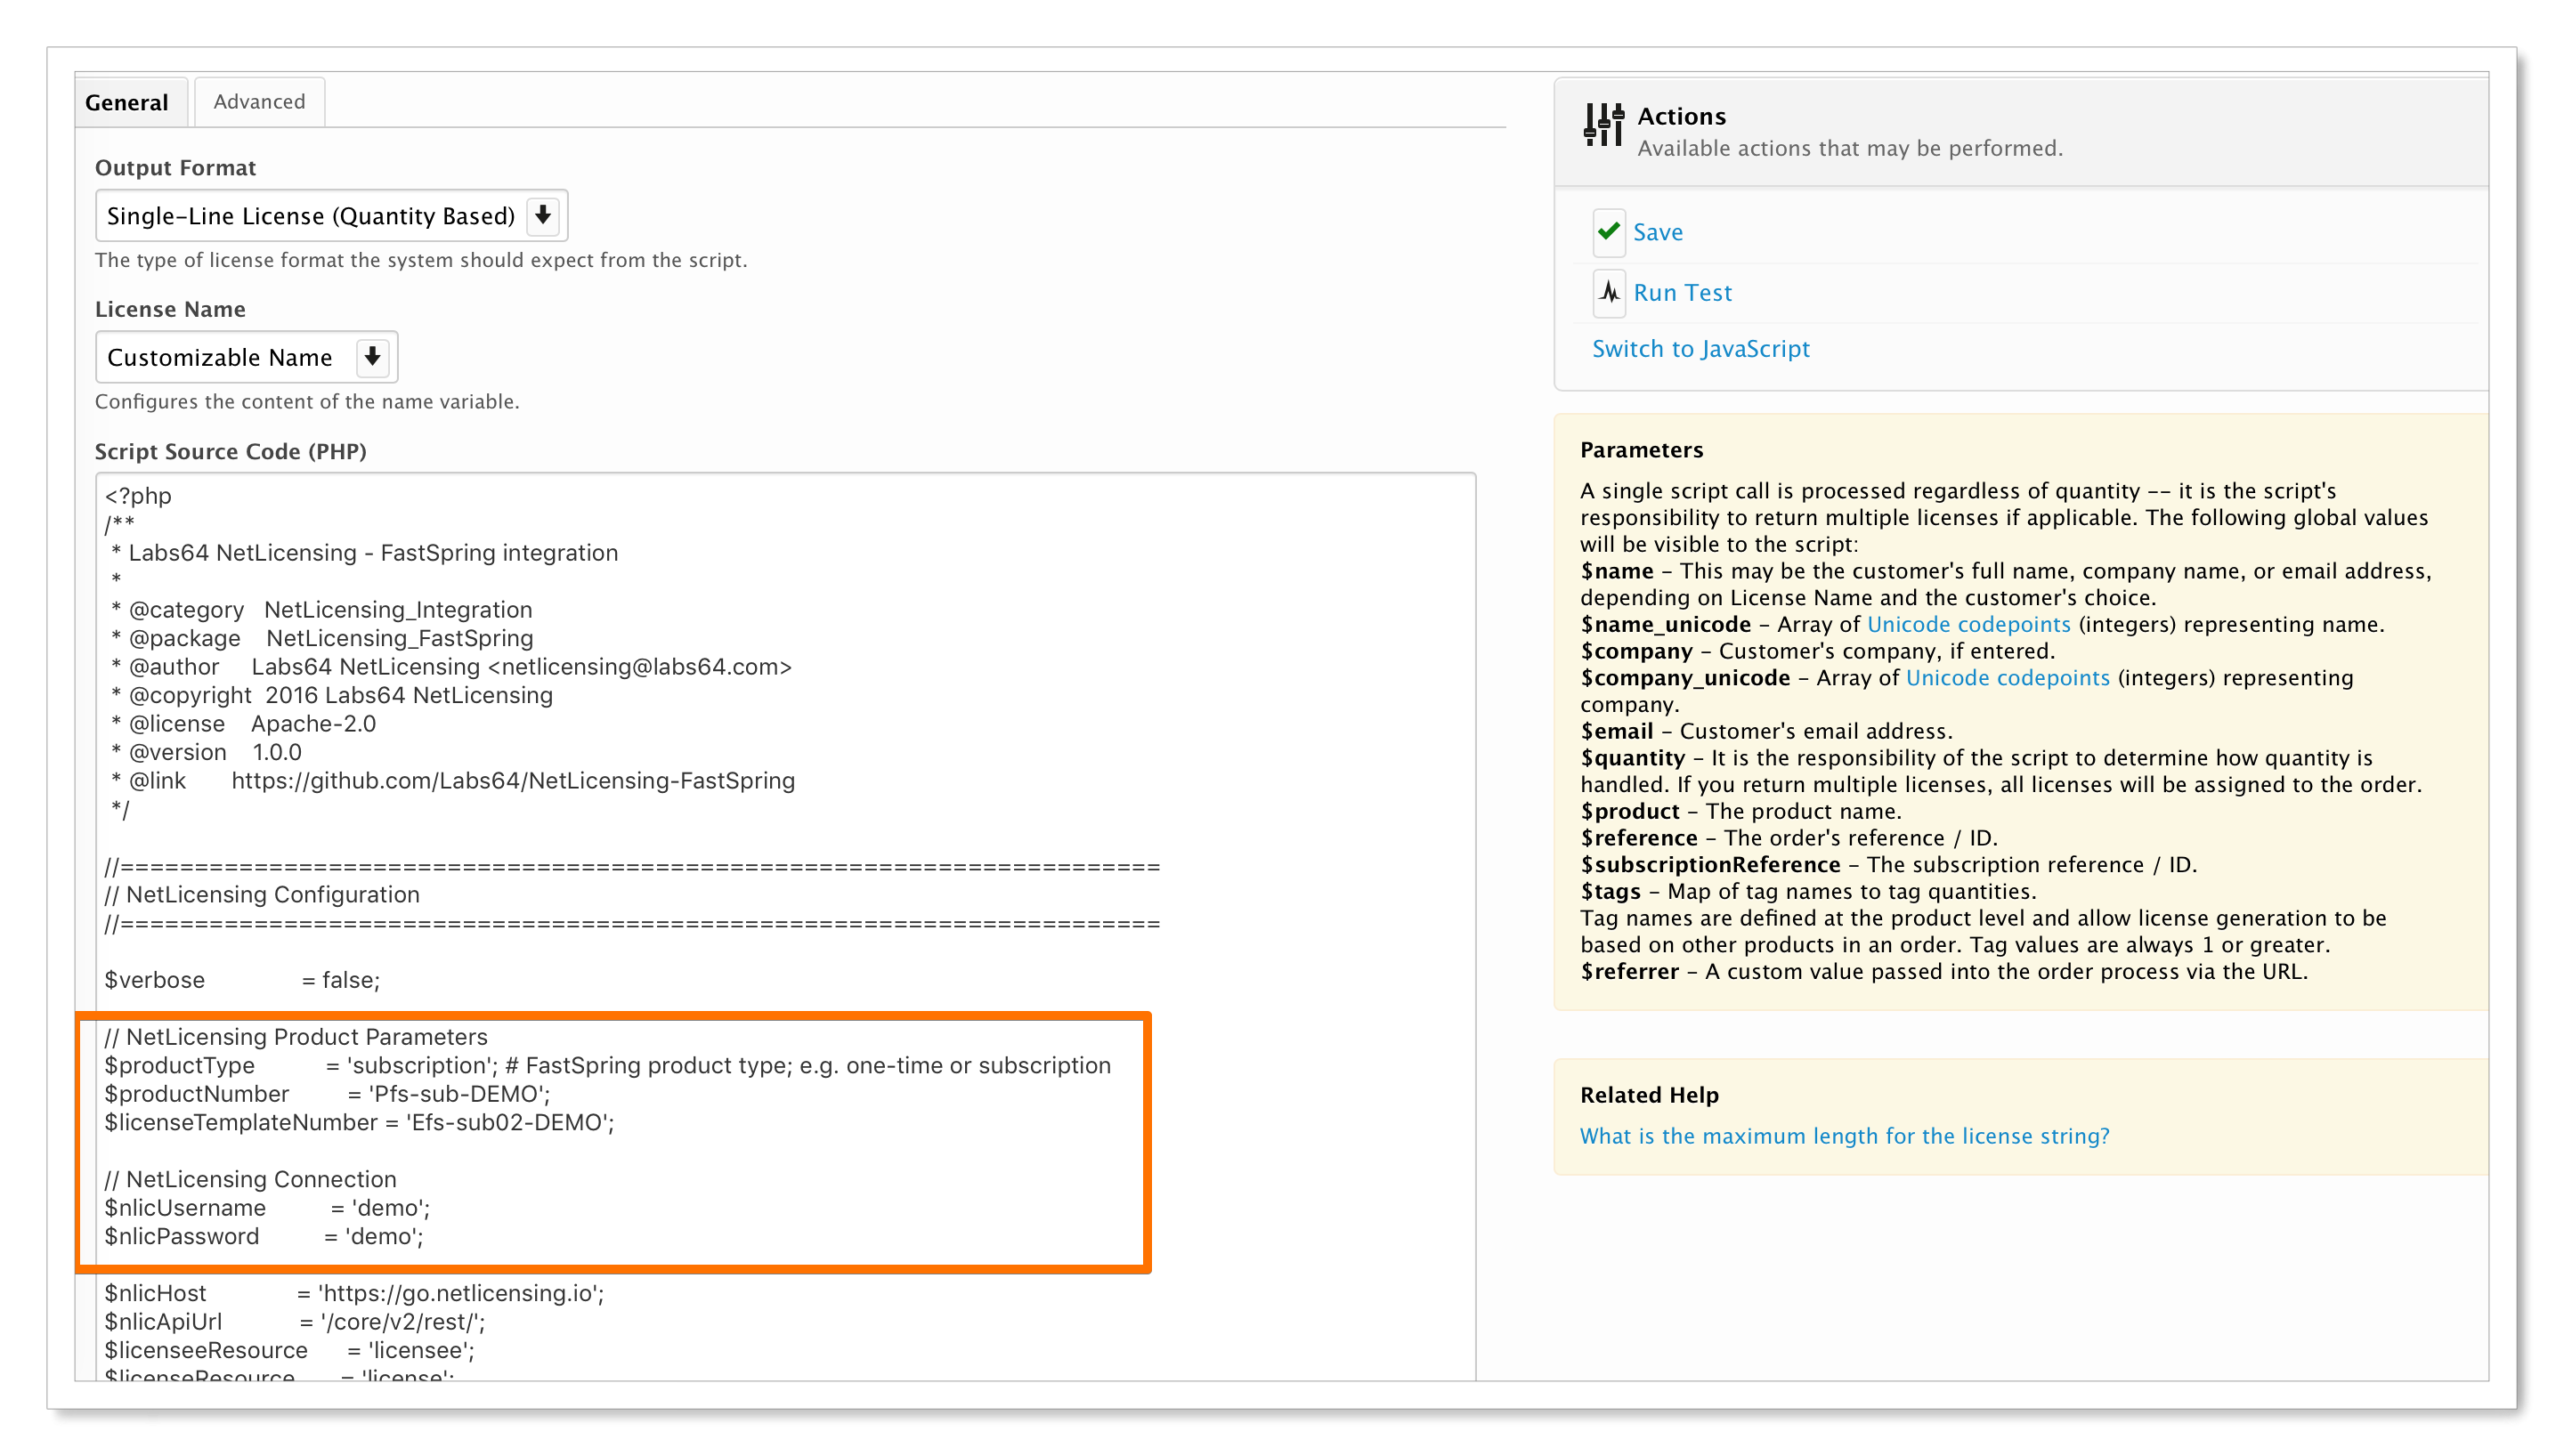 General
Advanced
Output Format
Single-Line License (Quantity Based)
The type of license format the system should expect from the script.
License Name
Customizable Name
Configures the content of the name variable.
Script Source Code (PHP)
<?php
/**
* Labs64 NetLicensing - FastSpring integration
*
* @category NetLicensing_Integration
* @package NetLicensing_FastSpring
* @author Labs64 NetLicensing <netlicensing@labs64.com>
* @copyright 2016 Labs64 NetLicensing
* @license Apache-2.0
* @version 1.0.0
* @link https://github.com/Labs64/NetLicensing-FastSpring
*/
//======================================================================
// NetLicensing Configuration
//======================================================================
$verbose = false;
// NetLicensing Product Parameters
$productType = 'subscription'; # FastSpring product type; e.g. one-time or subscription
$productNumber = 'Pfs-sub-DEMO';
$licenseTemplateNumber = 'Efs-sub02-DEMO';
// NetLicensing Connection
$nlicUsername = 'demo';
$nlicPassword = 'demo';
$nlicHost = 'https://go.netlicensing.io';
$nlicApiUrl = '/core/v2/rest/';
$licenseeResource = 'licensee';
$licenseResource = 'license';
Actions
Available actions that may be performed.
Save
Run Test
Switch to JavaScript
Parameters
A single script call is processed regardless of quantity -- it is the script's
responsibility to return multiple licenses if applicable. The following global values
will be visible to the script:
$name – This may be the customer's full name, company name, or email address,
depending on License Name and the customer's choice.
$name_unicode – Array of Unicode codepoints (integers) representing name.
$company – Customer's company, if entered.
$company_unicode – Array of Unicode codepoints (integers) representing
company.
$email – Customer's email address.
$quantity – It is the responsibility of the script to determine how quantity is
handled. If you return multiple licenses, all licenses will be assigned to the order.
$product – The product name.
$reference – The order's reference / ID.
$subscriptionReference – The subscription reference / ID.
$tags – Map of tag names to tag quantities.
Tag names are defined at the product level and allow license generation to be
based on other products in an order. Tag values are always 1 or greater.
$referrer – A custom value passed into the order process via the URL.
Related Help
What is the maximum length for the license string?